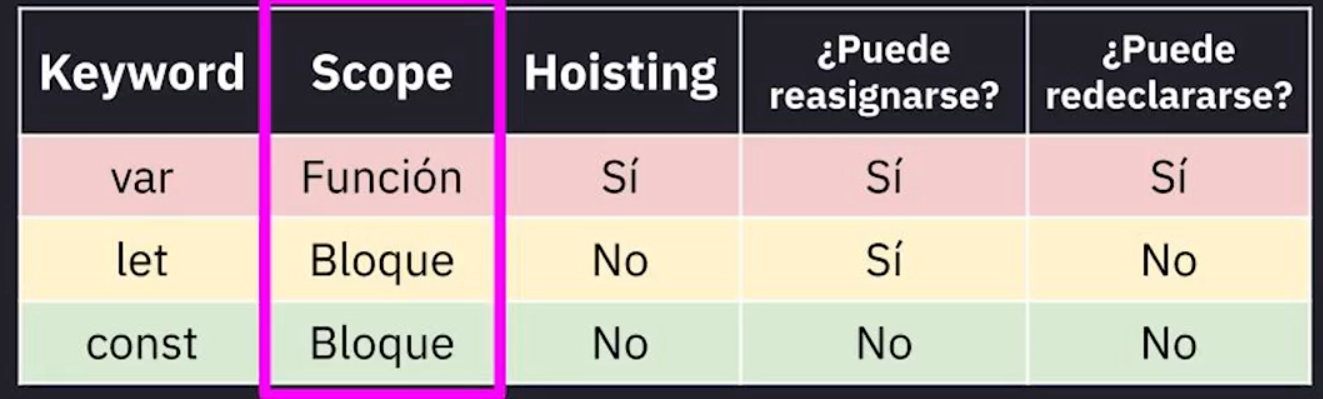 Keyword Scope Hoisting ¿Puede reasignarse? ¿Puede redeclararse?
var Función Sí Sí Sí
let Bloque No Sí No
const Bloque No No No